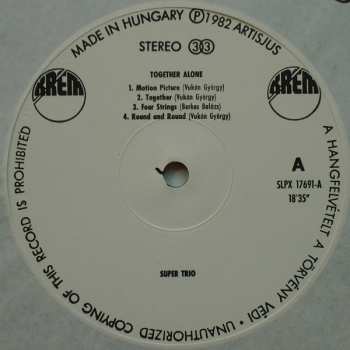 MADE IN HUNGARY Ⓟ 1982 ARTISJUS
STEREO 33
KRÉM
KRÉM
TOGETHER ALONE
1. Motion Picture (Vukán György)
2. Together (Vukán György)
3. Four Strings (Berkes Balázs)
4. Round and Round (Vukán György)
A
SLPX 17691-A
18'35"
SUPER TRIO
A HANGFELVÉTELT A TÖRVÉNY VÉDI • UNAUTHORIZED COPYING OF THIS RECORD IS PROHIBITED